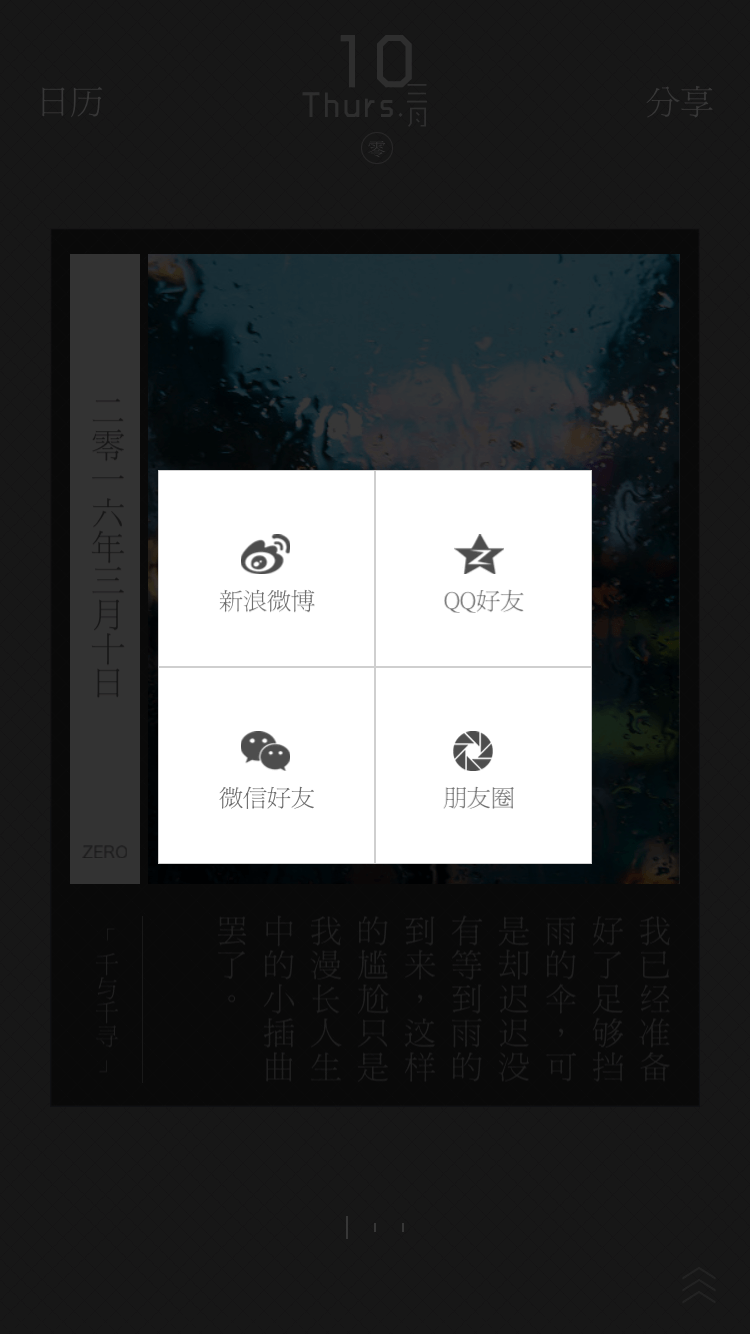 10
日历
Thurs.
三月
分享
零
二零一六年三月十日
ZERO
新浪微博
QQ好友
微信好友
朋友圈
我已经准备
好了足够挡
雨的伞，可
是却迟迟没
有等到雨的
到来，这样
的尴尬只是
我漫长人生
中的小插曲
罢了。
「千与千寻」